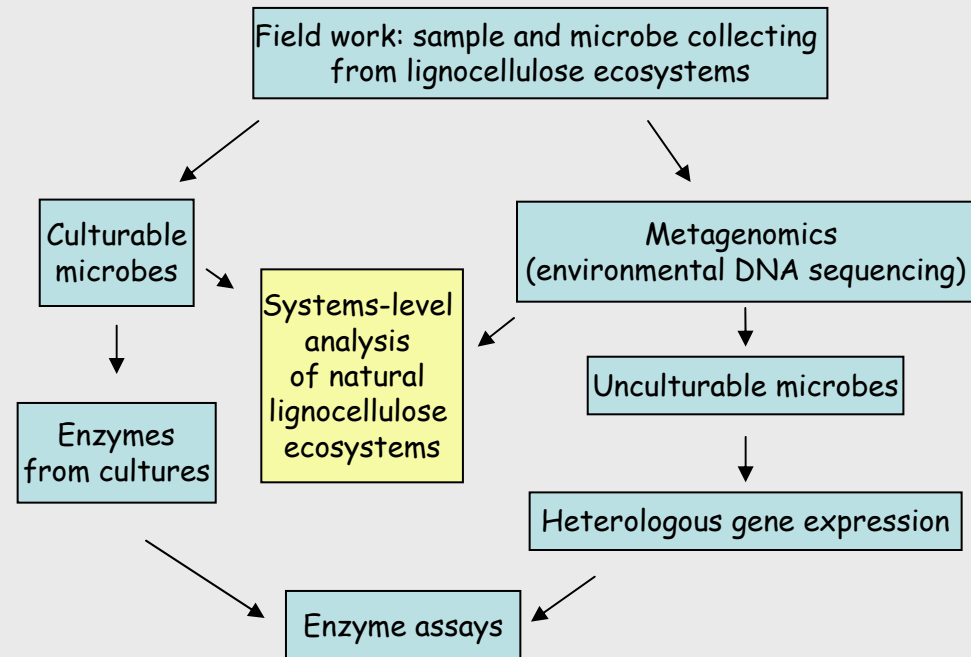 Field work: sample and microbe collecting
from lignocellulose ecosystems
Culturable
microbes
Metagenomics
(environmental DNA sequencing)
Systems-level
analysis
of natural
lignocellulose
ecosystems
Unculturable microbes
Enzymes
from cultures
Heterologous gene expression
Enzyme assays